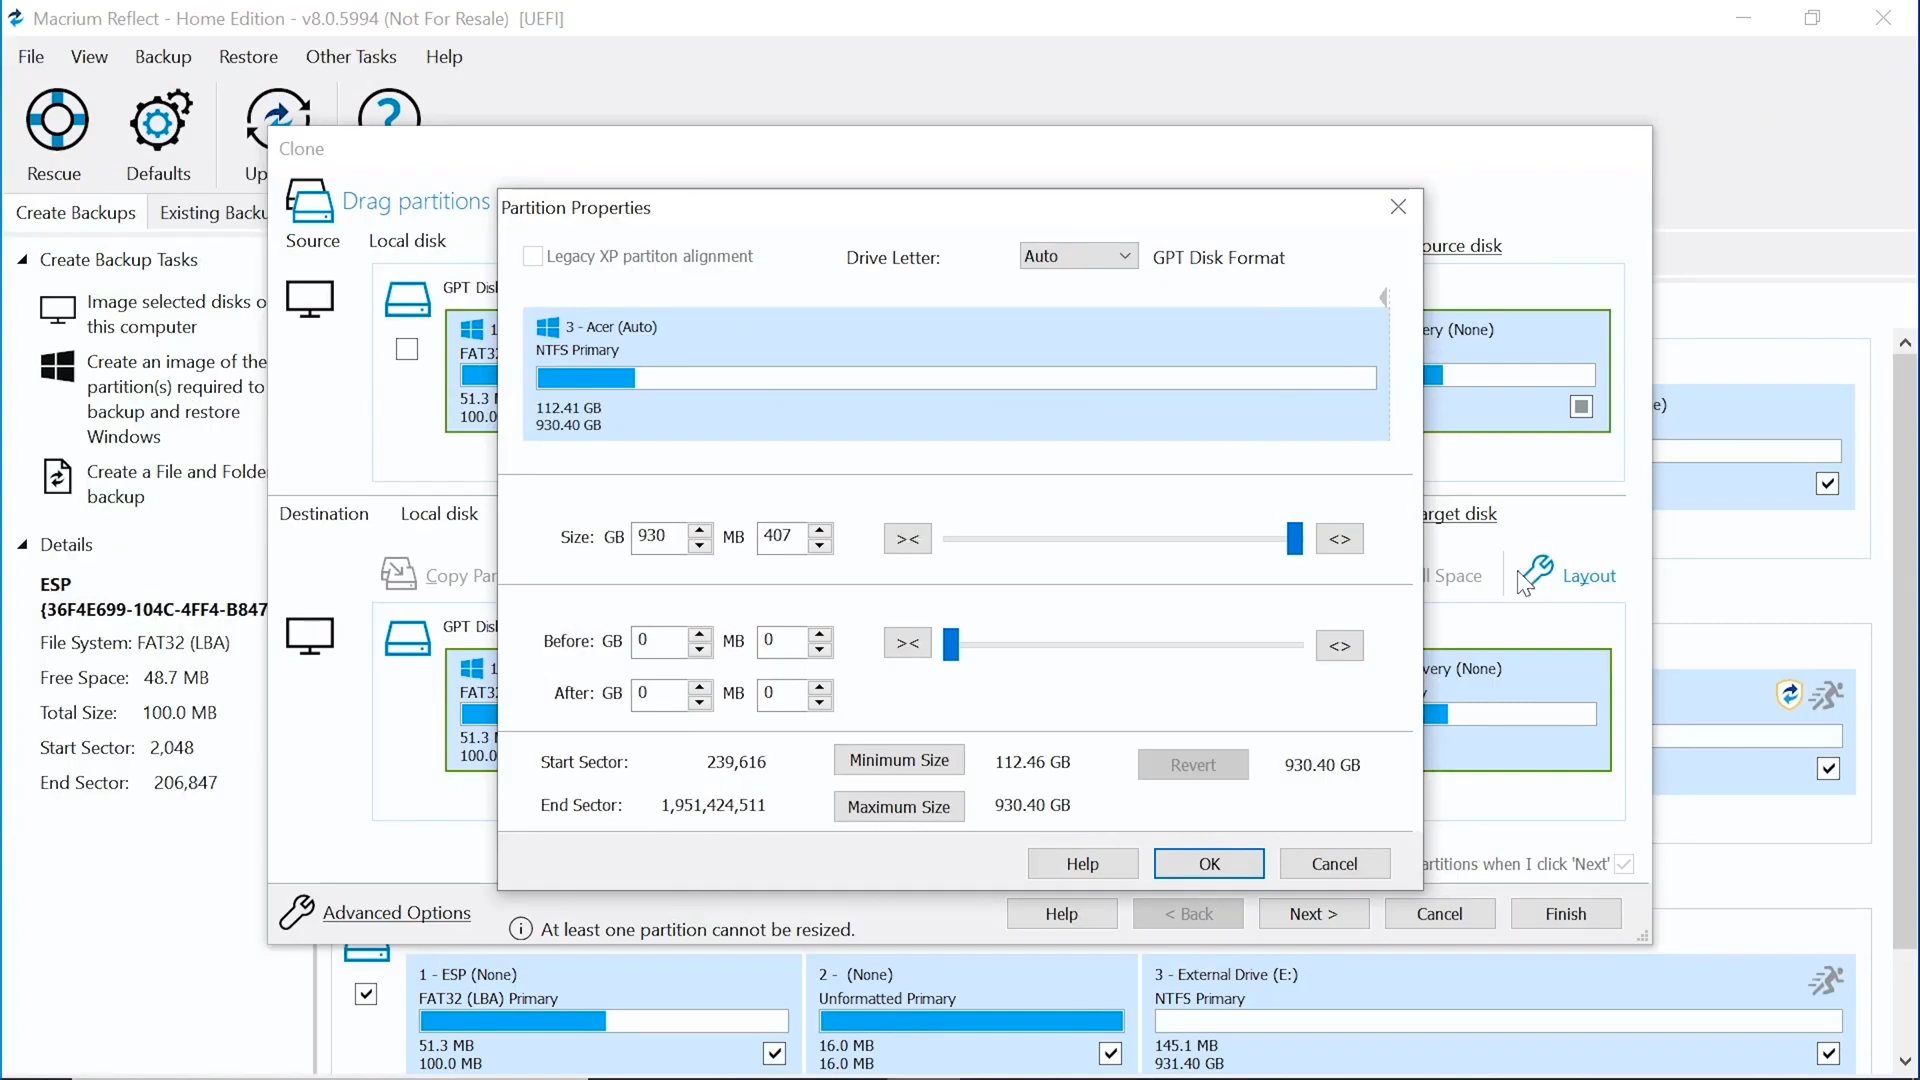 Macrium Reflect - Home Edition - v8.0.5994 (Not For Resale)  [UEFI]
File View Backup Restore Other Tasks Help
Rescue Defaults Up
Create Backups Existing Backu
Create Backup Tasks
Image selected disks o
this computer
Create an image of the
partition(s) required to
backup and restore
Windows
Create a File and Folde
backup
Details
ESP
{36F4E699-104C-4FF4-B847
File System: FAT32 (LBA)
Free Space: 48.7 MB
Total Size: 100.0 MB
Start Sector: 2,048
End Sector: 206,847
Clone
Drag partitions
Source Local disk
ource disk
GPT Dis
1
FAT32
51.3
100.0
ery (None)
e)
Destination Local disk
arget disk
Copy Par
l Space
Layout
GPT Dis
1
FAT32
51.3
100.0
very (None)
artitions when I click 'Next'
Advanced Options
At least one partition cannot be resized.
Help < Back Next > Cancel Finish
Partition Properties
Legacy XP partiton alignment Drive Letter: Auto GPT Disk Format
3 - Acer (Auto)
NTFS Primary
112.41 GB
930.40 GB
Size: GB 930 MB 407 >< <>
Before: GB 0 MB 0 >< <>
After: GB 0 MB 0
Start Sector: 239,616 Minimum Size 112.46 GB Revert 930.40 GB
End Sector: 1,951,424,511 Maximum Size 930.40 GB
Help OK Cancel
1 - ESP (None)
FAT32 (LBA) Primary
51.3 MB
100.0 MB
2 - (None)
Unformatted Primary
16.0 MB
16.0 MB
3 - External Drive (E:)
NTFS Primary
145.1 MB
931.40 GB